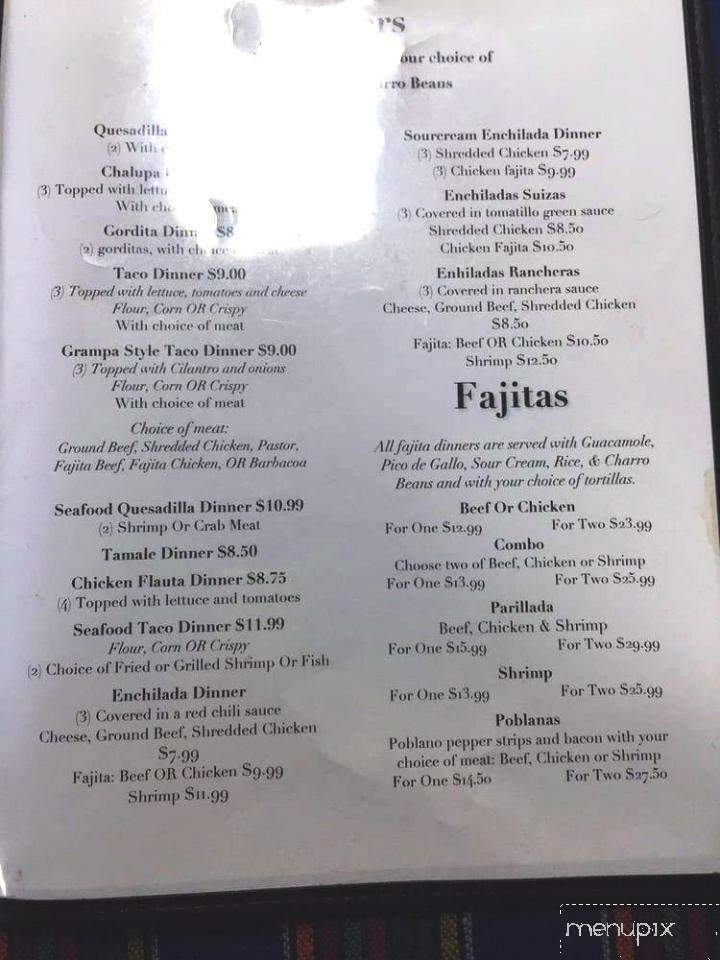 our choice of
Beans
Quesadilla
(2) With
Chalupa
(3) Topped with
With
Gordita $8
(2) gorditas, with
Taco Dinner $9.00
(3) Topped with lettuce, tomatoes and cheese
Flour, Corn OR Crispy
With choice of meat
Grampa Style Taco Dinner $9.00
(3) Topped with Cilantro and onions
Flour, Corn OR Crispy
With choice of meat
Choice of meat:
Ground Beef, Shredded Chicken, Pastor,
Fajita Beef, Fajita Chicken, OR Barbacoa
Seafood Quesadilla Dinner $10.99
(2) Shrimp Or Crab Meat
Tamale Dinner $8.50
Chicken Flauta Dinner $8.75
(4) Topped with lettuce and tomatoes
Seafood Taco Dinner $11.99
Flour, Corn OR Crispy
(2) Choice of Fried or Grilled Shrimp Or Fish
Enchilada Dinner
(3) Covered in a red chili sauce
Cheese, Ground Beef, Shredded Chicken
$7.99
Fajita: Beef OR Chicken $9.99
Shrimp $11.99
Sourcream Enchilada Dinner
(3) Shredded Chicken $7.99
(3) Chicken fajita $9.99
Enchiladas Suizas
(3) Covered in tomatillo green sauce
Shredded Chicken $8.50
Chicken Fajita $10.50
Enhiladas Rancheras
(3) Covered in ranchera sauce
Cheese, Ground Beef, Shredded Chicken
$8.50
Fajita: Beef OR Chicken $10.50
Shrimp $12.50
Fajitas
All fajita dinners are served with Guacamole,
Pico de Gallo, Sour Cream, Rice, & Charro
Beans and with your choice of tortillas.
Beef Or Chicken
For One $12.99 For Two $23.99
Combo
Choose two of Beef, Chicken or Shrimp
For One $13.99 For Two $25.99
Parillada
Beef, Chicken & Shrimp
For One $15.99 For Two $29.99
Shrimp
For One $13.99 For Two $25.99
Poblanas
Poblano pepper strips and bacon with your
choice of meat: Beef, Chicken or Shrimp
For One $14.50 For Two $27.50
menupix